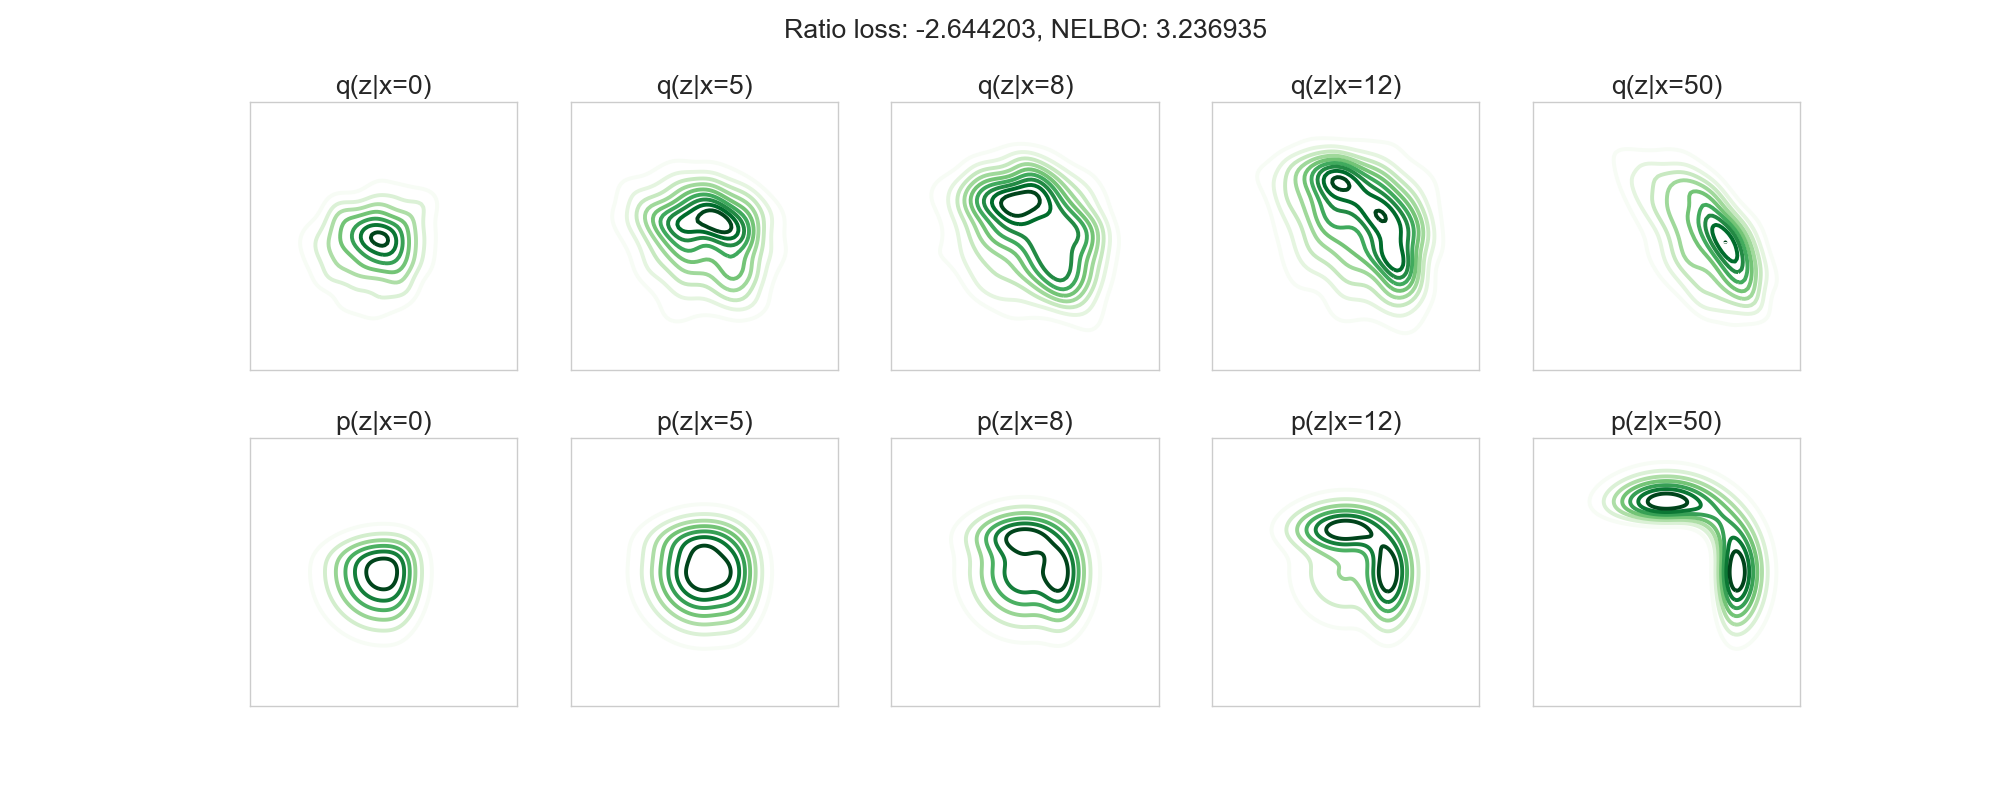 Ratio loss: -2.644203, NELBO: 3.236935
q(z|x=0) q(z|x=5) q(z|x=8) q(z|x=12) q(z|x=50)
p(z|x=0) p(z|x=5) p(z|x=8) p(z|x=12) p(z|x=50)